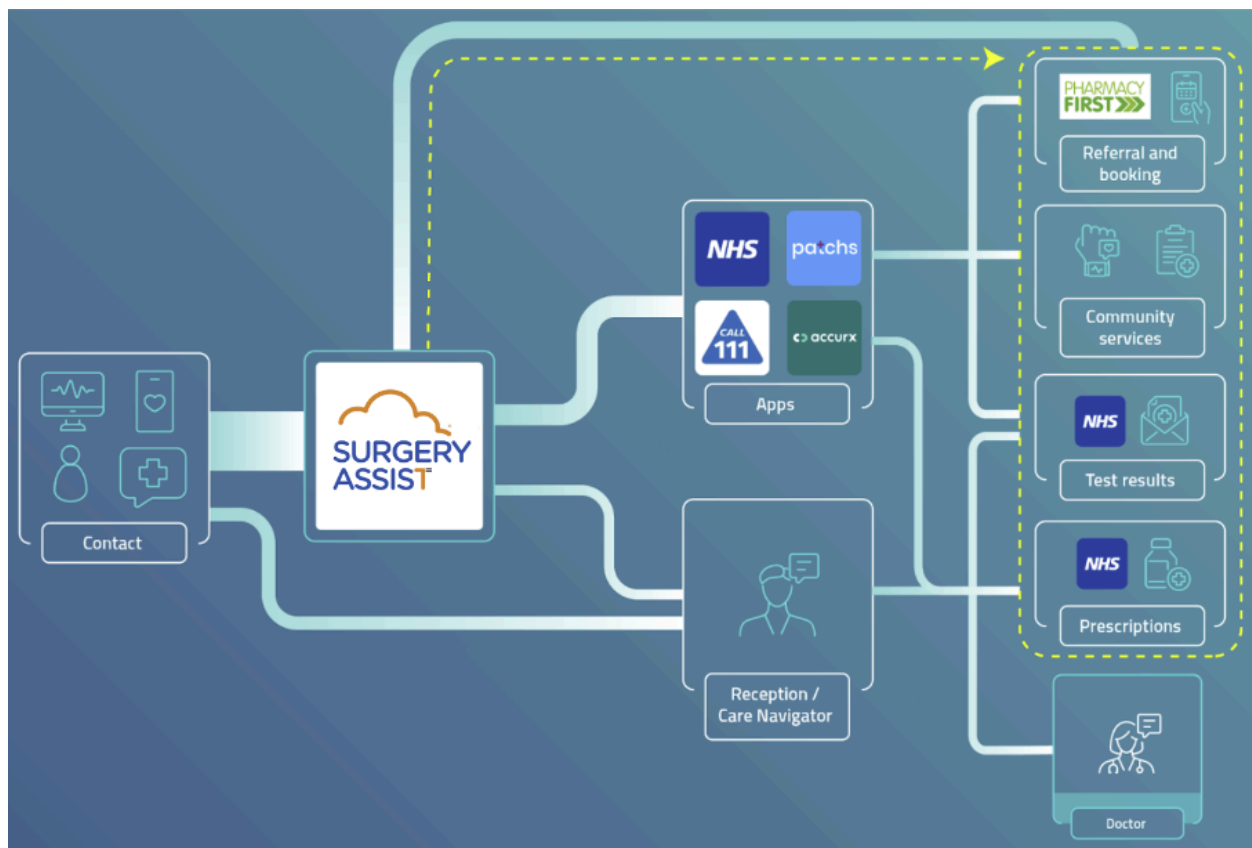 PHARMACY
FIRST
Referral and
booking
NHS
patchs
CALL
111
accurx
Apps
Community
services
SURGERY
ASSIST
Contact
NHS
Test results
NHS
Prescriptions
Reception /
Care Navigator
Doctor